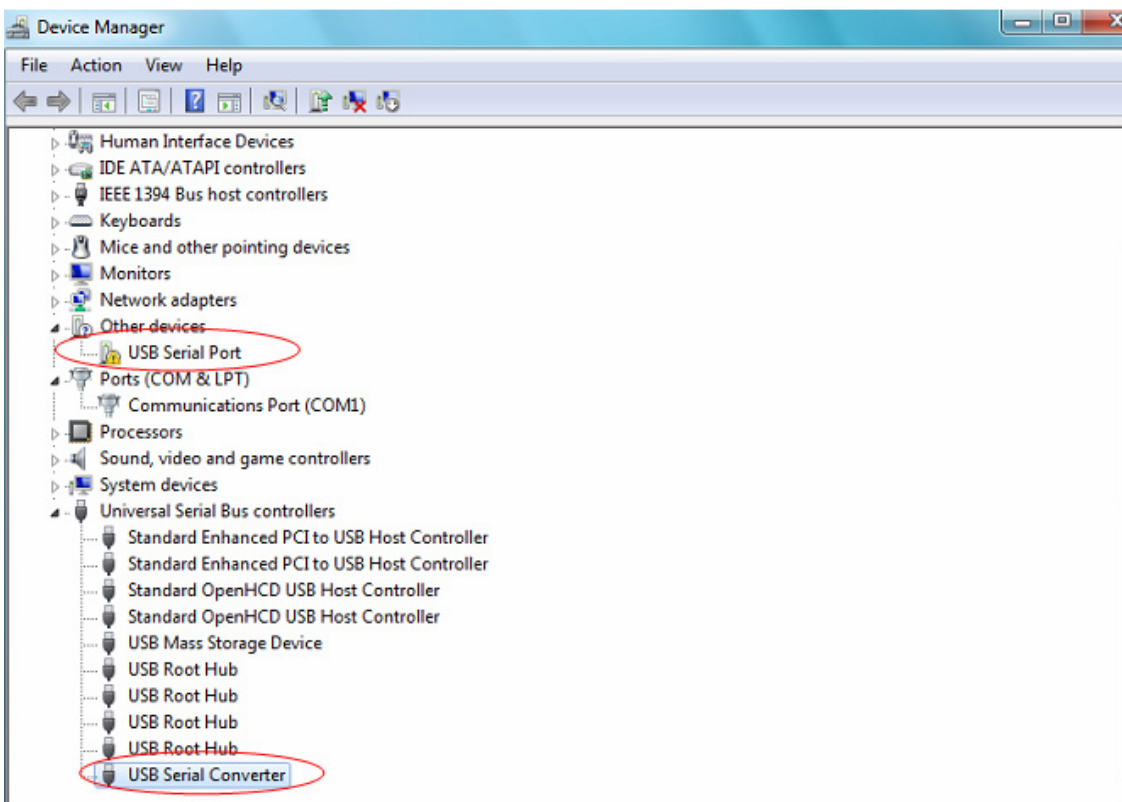 Device Manager
File Action View Help
Human Interface Devices
IDE ATA/ATAPI controllers
IEEE 1394 Bus host controllers
Keyboards
Mice and other pointing devices
Monitors
Network adapters
Other devices
USB Serial Port
Ports (COM & LPT)
Communications Port (COM1)
Processors
Sound, video and game controllers
System devices
Universal Serial Bus controllers
Standard Enhanced PCI to USB Host Controller
Standard Enhanced PCI to USB Host Controller
Standard OpenHCD USB Host Controller
Standard OpenHCD USB Host Controller
USB Mass Storage Device
USB Root Hub
USB Root Hub
USB Root Hub
USB Root Hub
USB Serial Converter